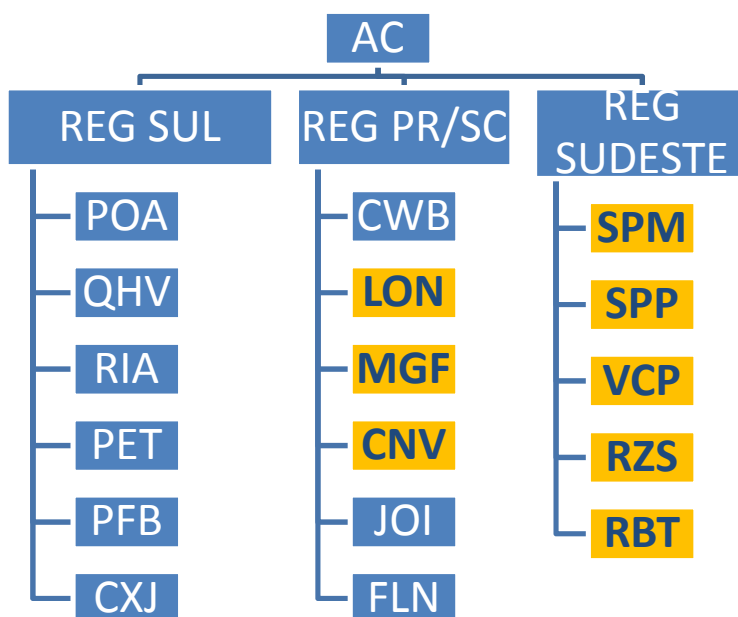 AC
REG SUL
POA
QHV
RIA
PET
PFB
CXJ
REG PR/SC
CWB
LON
MGF
CNV
JOI
FLN
REG
SUDESTE
SPM
SPP
VCP
RZS
RBT